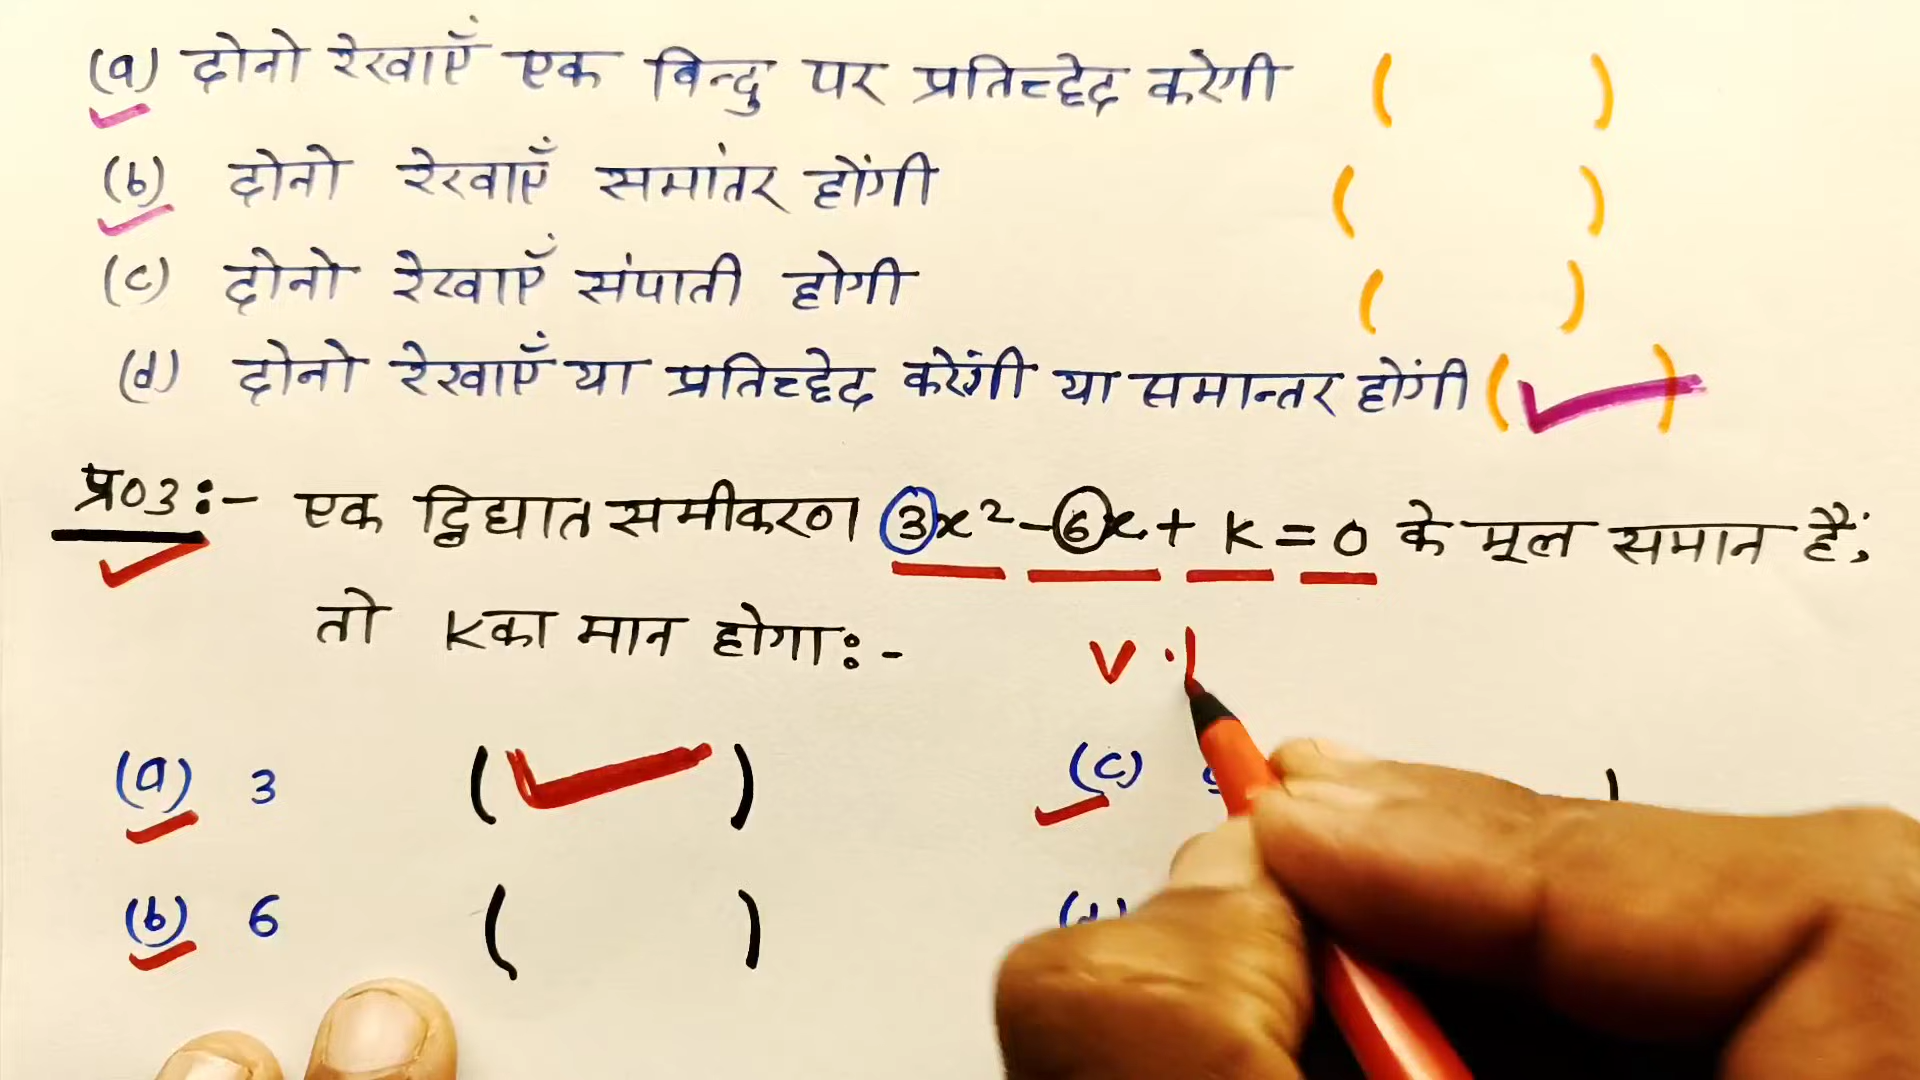 (a) दोनो रेखाएँ एक विन्दु पर प्रतिच्छेद करेगी ( )
(b) दोनो रेखाएँ समांतर होंगी ( )
(c) दोनो रेखाएँ संपाती होगी ( )
(d) दोनो रेखाएँ या प्रतिच्छेद करेंगी या समान्तर होंगी (✓)
प्र03:- एक द्विघात समीकरण 3x²-6x+ k=0 के मूल समान हैं;
तो k का मान होगा:-
V.
(a) 3 (✓)
(c)
(b) 6 ( )